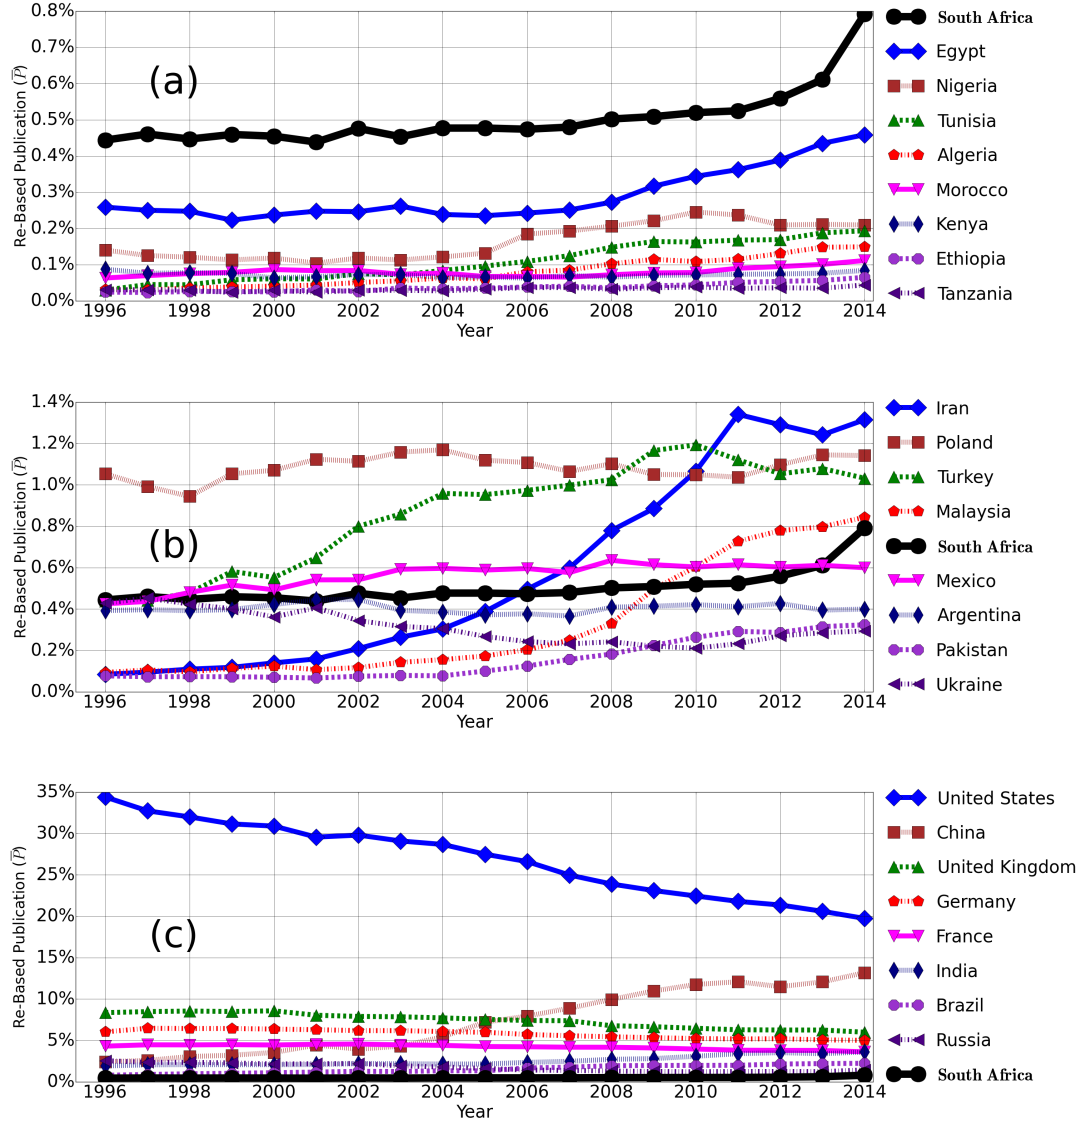 (a)
Re-Based Publication (P̅)
0.8%
0.7%
0.6%
0.5%
0.4%
0.3%
0.2%
0.1%
0.0%
1996 1998 2000 2002 2004 2006 2008 2010 2012 2014
Year
South Africa
Egypt
Nigeria
Tunisia
Algeria
Morocco
Kenya
Ethiopia
Tanzania
(b)
Re-Based Publication (P̅)
1.4%
1.2%
1.0%
0.8%
0.6%
0.4%
0.2%
0.0%
1996 1998 2000 2002 2004 2006 2008 2010 2012 2014
Year
Iran
Poland
Turkey
Malaysia
South Africa
Mexico
Argentina
Pakistan
Ukraine
(c)
Re-Based Publication (P̅)
35%
30%
25%
20%
15%
10%
5%
0%
1996 1998 2000 2002 2004 2006 2008 2010 2012 2014
Year
United States
China
United Kingdom
Germany
France
India
Brazil
Russia
South Africa